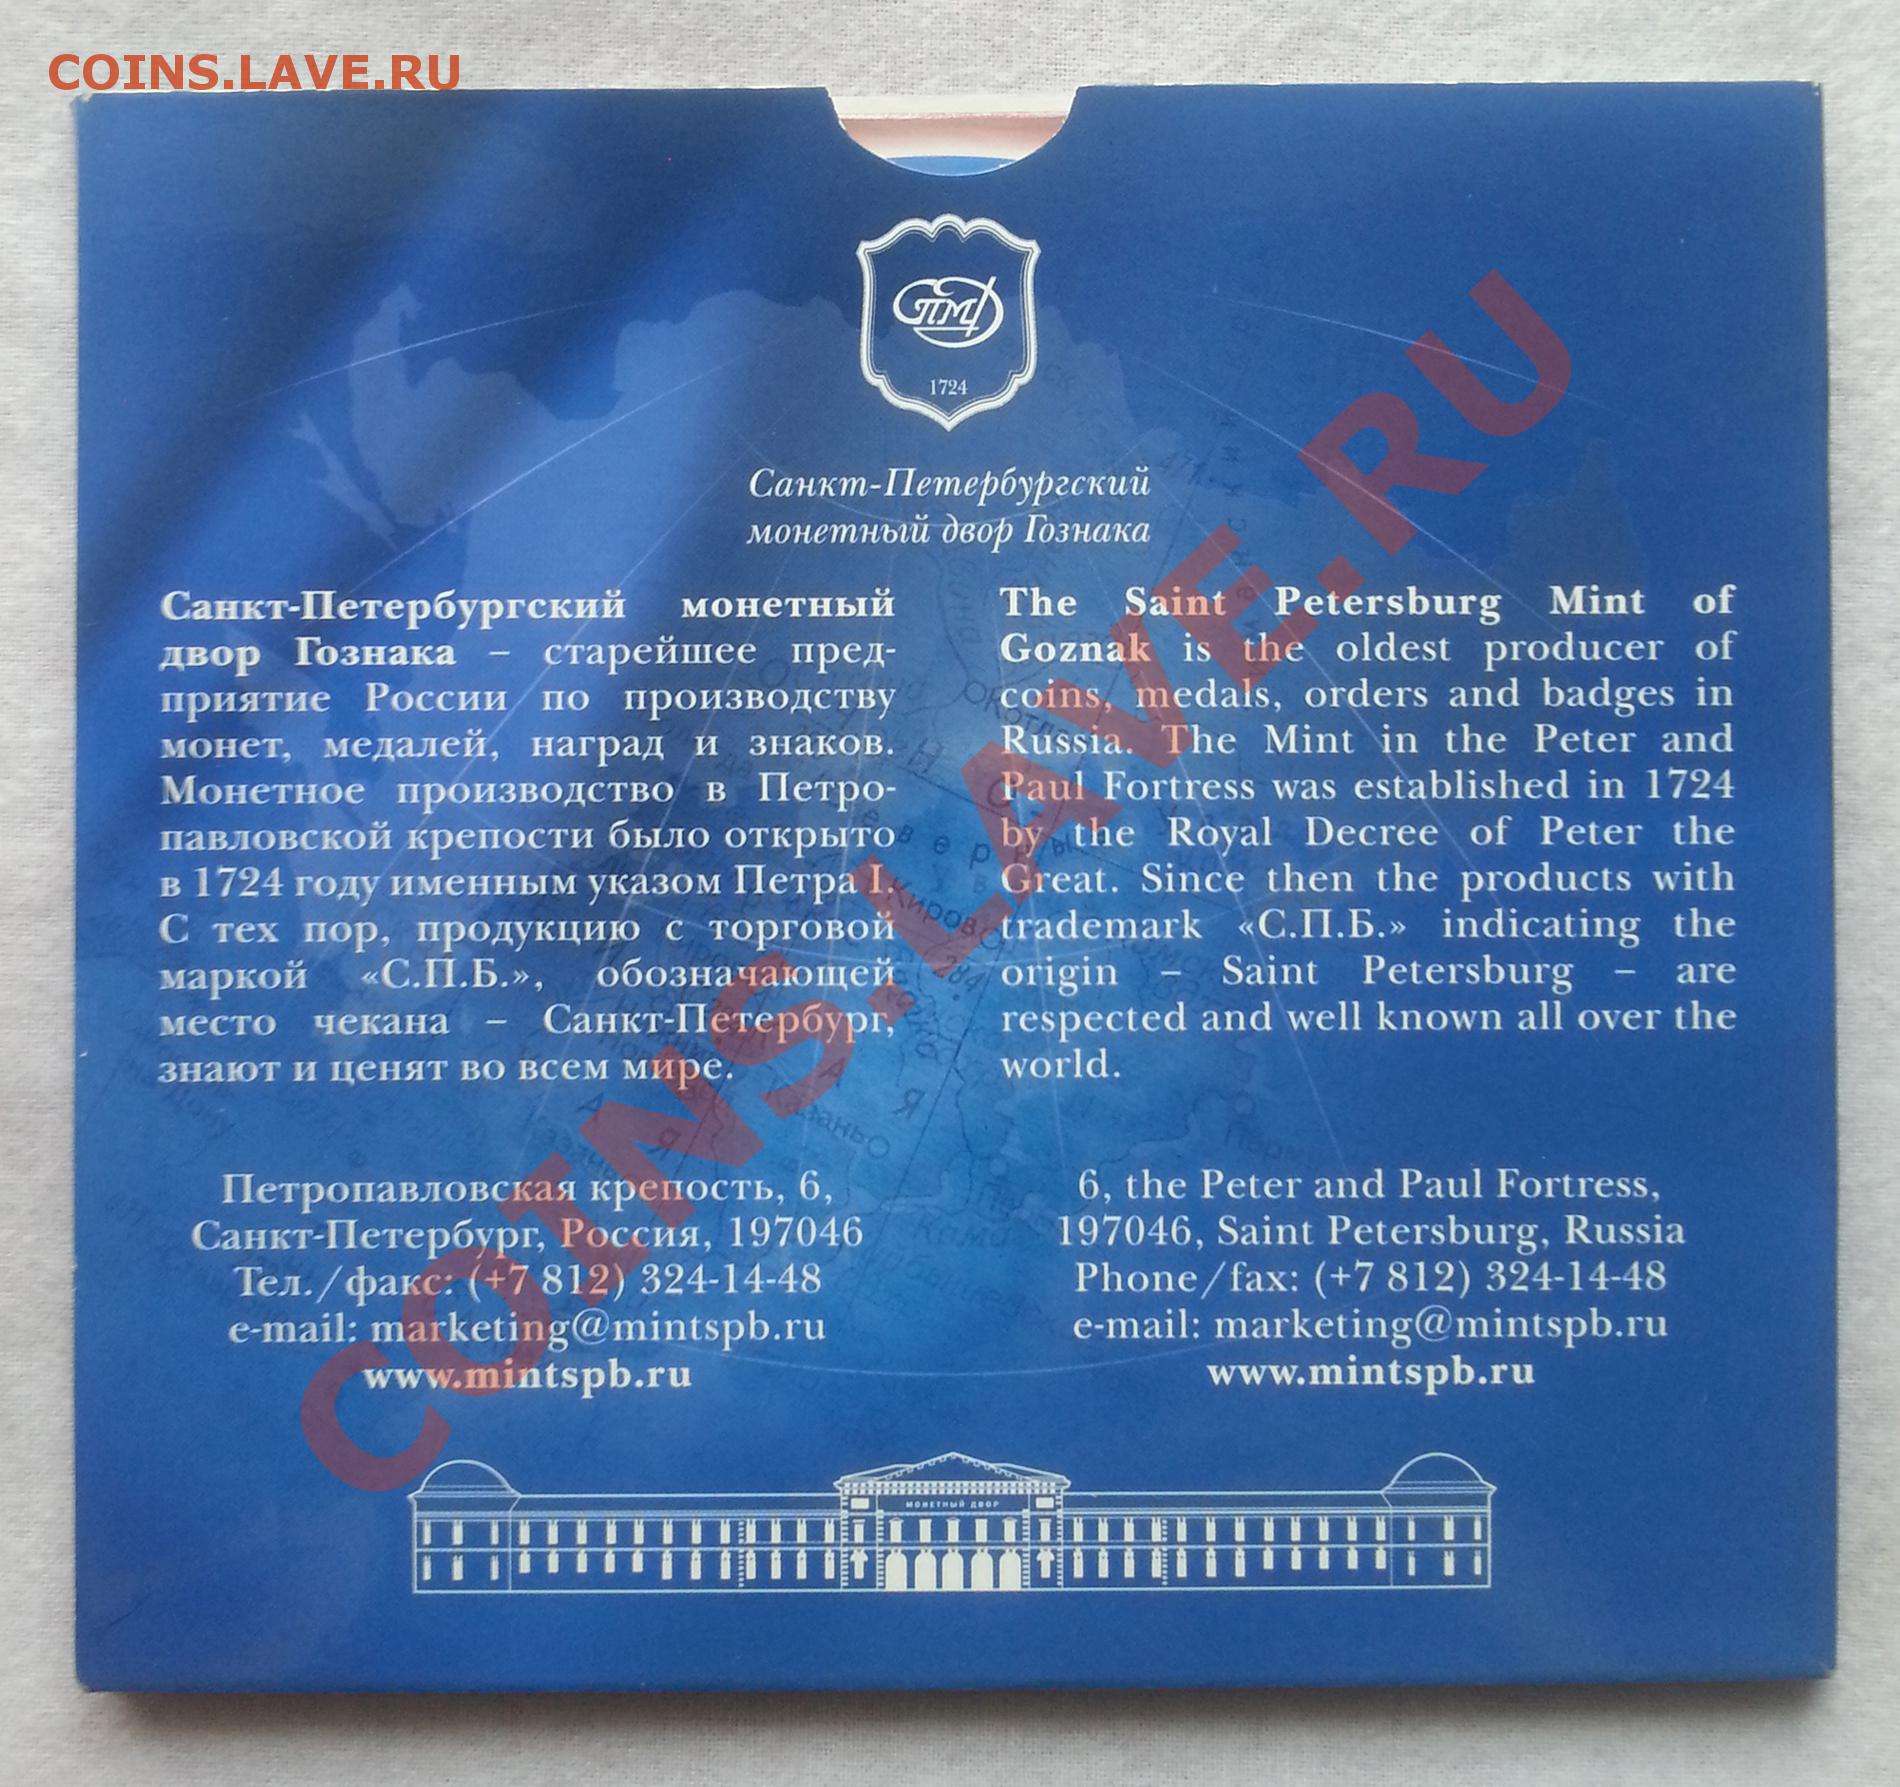 COINS.LAVE.RU
СПМД
1724
Санкт-Петербургский
монетный двор Гознака
Санкт-Петербургский монетный
двор Гознака – старейшее пред-
приятие России по производству
монет, медалей, наград и знаков.
Монетное производство в Петро-
павловской крепости было открыто
в 1724 году именным указом Петра I.
С тех пор, продукцию с торговой
маркой «С.П.Б.», обозначающей
место чекана – Санкт-Петербург,
знают и ценят во всем мире.
The Saint Petersburg Mint of
Goznak is the oldest producer of
coins, medals, orders and badges in
Russia. The Mint in the Peter and
Paul Fortress was established in 1724
by the Royal Decree of Peter the
Great. Since then the products with
trademark «С.П.Б.» indicating the
origin – Saint Petersburg – are
respected and well known all over the
world.
Петропавловская крепость, 6,
Санкт-Петербург, Россия, 197046
Тел./факс: (+7 812) 324-14-48
e-mail: marketing@mintspb.ru
www.mintspb.ru
6, the Peter and Paul Fortress,
197046, Saint Petersburg, Russia
Phone/fax: (+7 812) 324-14-48
e-mail: marketing@mintspb.ru
www.mintspb.ru
МОНЕТНЫЙ ДВОР
COINS.LAVE.RU